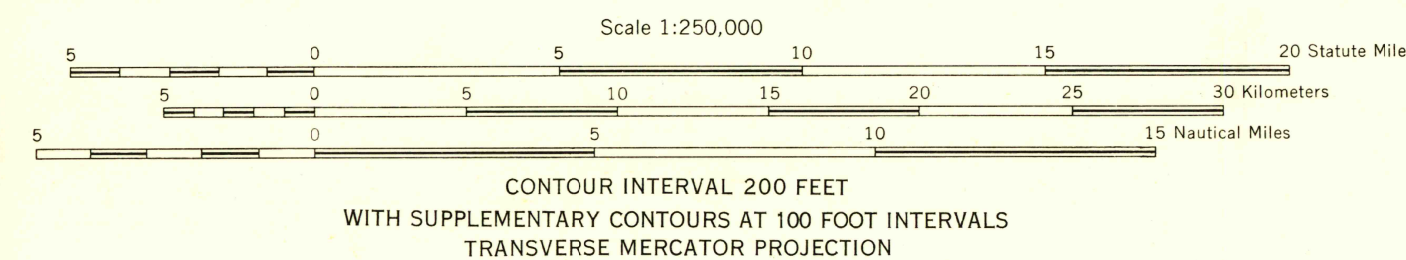 Scale 1:250,000
5 0 5 10 15 20 Statute Mile
5 0 5 10 15 20 25 30 Kilometers
5 0 5 10 15 Nautical Miles
CONTOUR INTERVAL 200 FEET
WITH SUPPLEMENTARY CONTOURS AT 100 FOOT INTERVALS
TRANSVERSE MERCATOR PROJECTION